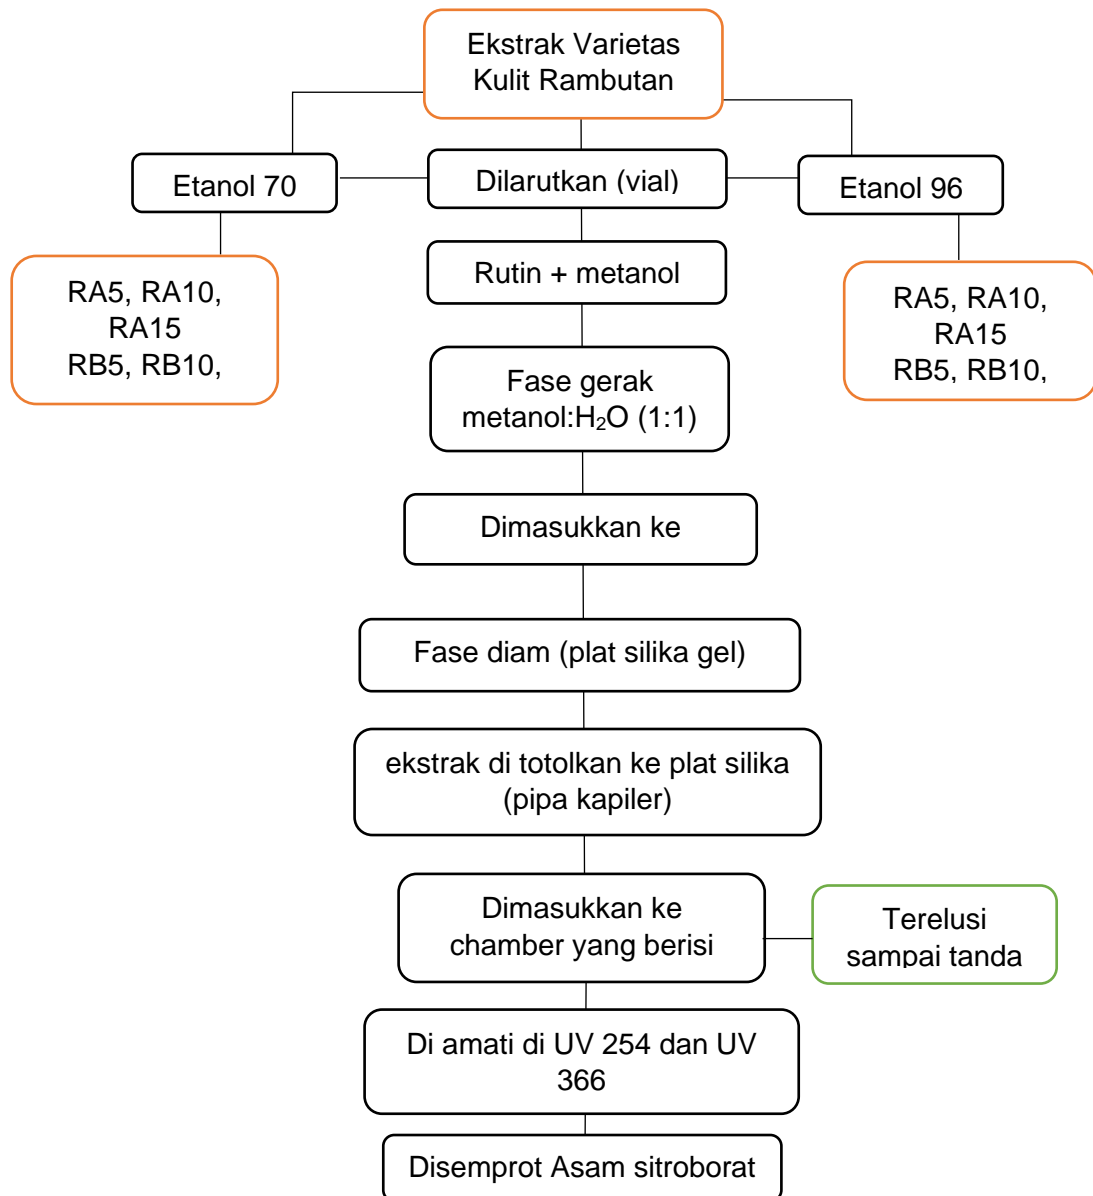 Ekstrak Varietas
Kulit Rambutan
Etanol 70
Dilarutkan (vial)
Etanol 96
RA5, RA10,
RA15
RB5, RB10,
Rutin + metanol
RA5, RA10,
RA15
RB5, RB10,
Fase gerak
metanol:H₂O (1:1)
Dimasukkan ke
Fase diam (plat silika gel)
ekstrak di totolkan ke plat silika
(pipa kapiler)
Dimasukkan ke
chamber yang berisi
Terelusi
sampai tanda
Di amati di UV 254 dan UV
366
Disemprot Asam sitroborat